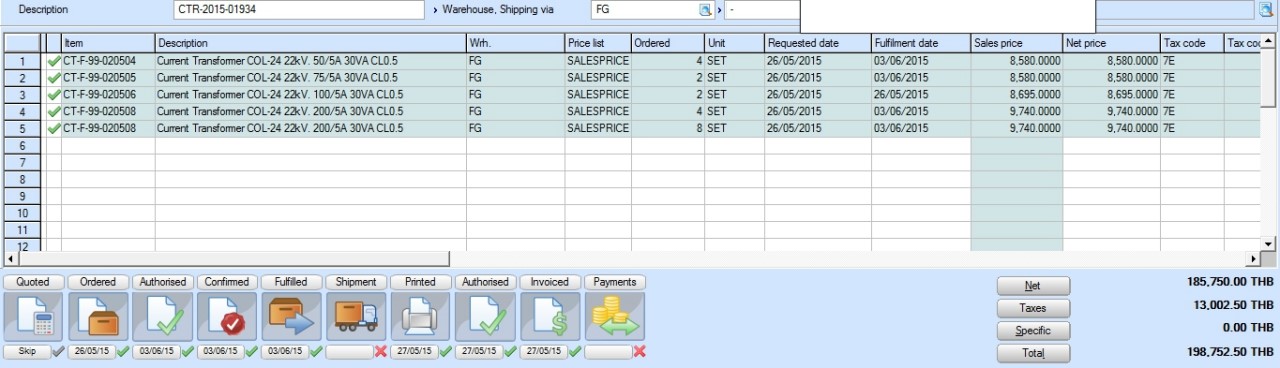 Description CTR-2015-01934 › Warehouse, Shipping via FG › -
Item Description Wrh. Price list Ordered Unit Requested date Fulfilment date Sales price Net price Tax code Tax
1 CT-F-99-020504 Current Transformer COL-24 22kV. 50/5A 30VA CL0.5 FG SALESPRICE 4 SET 26/05/2015 03/06/2015 8,580.0000 8,580.0000 7E
2 CT-F-99-020505 Current Transformer COL-24 22kV. 75/5A 30VA CL0.5 FG SALESPRICE 2 SET 26/05/2015 03/06/2015 8,580.0000 8,580.0000 7E
3 CT-F-99-020506 Current Transformer COL-24 22kV. 100/5A 30VA CL0.5 FG SALESPRICE 2 SET 26/05/2015 26/05/2015 8,695.0000 8,695.0000 7E
4 CT-F-99-020508 Current Transformer COL-24 22kV. 200/5A 30VA CL0.5 FG SALESPRICE 4 SET 26/05/2015 03/06/2015 9,740.0000 9,740.0000 7E
5 CT-F-99-020508 Current Transformer COL-24 22kV. 200/5A 30VA CL0.5 FG SALESPRICE 8 SET 26/05/2015 03/06/2015 9,740.0000 9,740.0000 7E
6
7
8
9
10
11
12
Quoted Ordered Authorised Confirmed Fulfilled Shipment Printed Authorised Invoiced Payments
Skip 26/05/15 03/06/15 03/06/15 03/06/15 27/05/15 27/05/15 27/05/15
Net 185,750.00 THB
Taxes 13,002.50 THB
Specific 0.00 THB
Total 198,752.50 THB